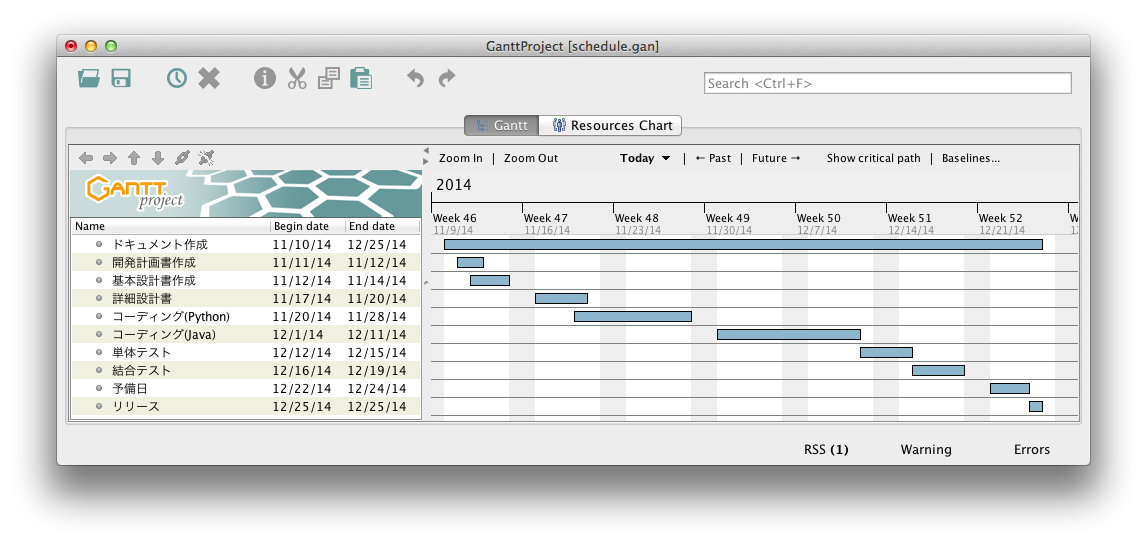 GanttProject [schedule.gan]
Search <Ctrl+F>
Gantt
Resources Chart
Zoom In | Zoom Out
Today ▼ | ← Past | Future →
Show critical path | Baselines...
GANTT project
2014
Week 46 Week 47 Week 48 Week 49 Week 50 Week 51 Week 52
11/9/14 11/16/14 11/23/14 11/30/14 12/7/14 12/14/14 12/21/14
Name Begin date End date
ドキュメント作成 11/10/14 12/25/14
開発計画書作成 11/11/14 11/12/14
基本設計書作成 11/12/14 11/14/14
詳細設計書 11/17/14 11/20/14
コーディング(Python) 11/20/14 11/28/14
コーディング(Java) 12/1/14 12/11/14
単体テスト 12/12/14 12/15/14
結合テスト 12/16/14 12/19/14
予備日 12/22/14 12/24/14
リリース 12/25/14 12/25/14
RSS (1) Warning Errors